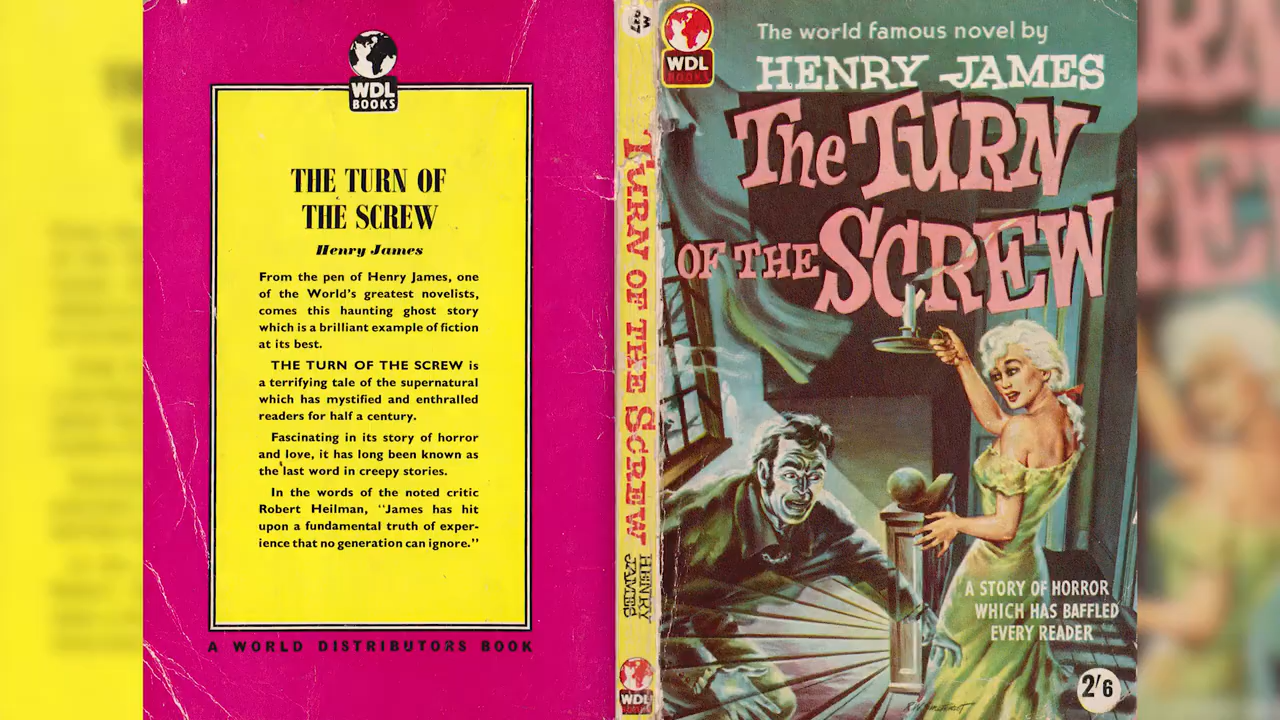 WDL
BOOKS
THE TURN OF
THE SCREW
Henry James
From the pen of Henry James, one
of the World's greatest novelists,
comes this haunting ghost story
which is a brilliant example of fiction
at its best.
THE TURN OF THE SCREW is
a terrifying tale of the supernatural
which has mystified and enthralled
readers for half a century.
Fascinating in its story of horror
and love, it has long been known as
the last word in creepy stories.
In the words of the noted critic
Robert Heilman, "James has hit
upon a fundamental truth of exper-
ience that no generation can ignore."
A WORLD DISTRIBUTORS BOOK
TURN OF THE SCREW
HENRY
JAMES
WDL
BOOKS
WDL
BOOKS
The world famous novel by
HENRY JAMES
The TURN
OF THE SCREW
A STORY OF HORROR
WHICH HAS BAFFLED
EVERY READER
2/6